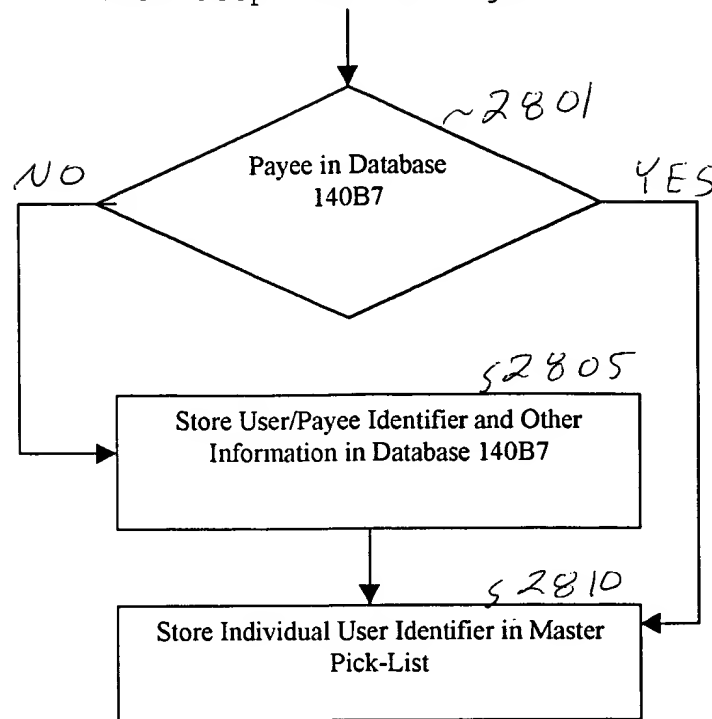 ~2801
Payee in Database
140B7
NO
YES
s2805
Store User/Payee Identifier and Other
Information in Database 140B7
s2810
Store Individual User Identifier in Master
Pick-List